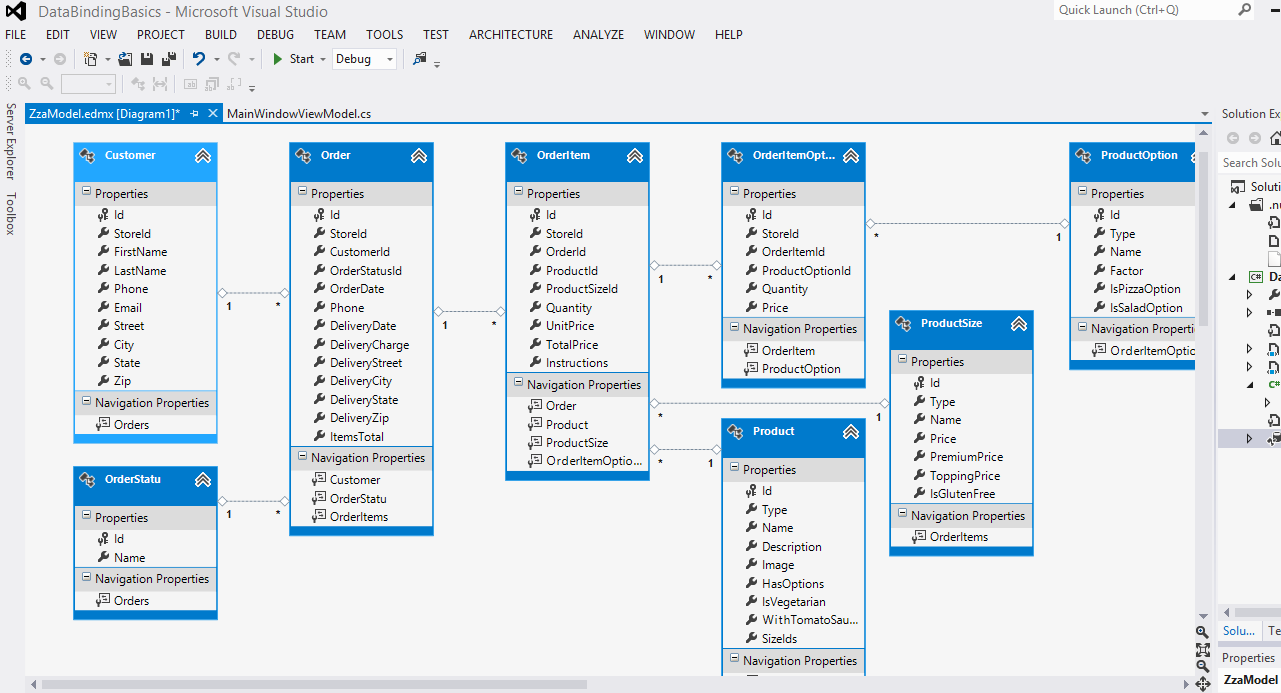 DataBindingBasics - Microsoft Visual Studio
Quick Launch (Ctrl+Q)
FILE EDIT VIEW PROJECT BUILD DEBUG TEAM TOOLS TEST ARCHITECTURE ANALYZE WINDOW HELP
Start Debug
Server Explorer
Toolbox
ZzaModel.edmx [Diagram1]* MainWindowViewModel.cs
Customer
Properties
Id
StoreId
FirstName
LastName
Phone
Email
Street
City
State
Zip
Navigation Properties
Orders
1 *
OrderStatu
Properties
Id
Name
Navigation Properties
Orders
1 *
Order
Properties
Id
StoreId
CustomerId
OrderStatusId
OrderDate
Phone
DeliveryDate
DeliveryCharge
DeliveryStreet
DeliveryCity
DeliveryState
DeliveryZip
ItemsTotal
Navigation Properties
Customer
OrderStatu
OrderItems
1 *
OrderItem
Properties
Id
StoreId
OrderId
ProductId
ProductSizeId
Quantity
UnitPrice
TotalPrice
Instructions
Navigation Properties
Order
Product
ProductSize
OrderItemOptio...
1 *
* 1
* 1
OrderItemOpt...
Properties
Id
StoreId
OrderItemId
ProductOptionId
Quantity
Price
Navigation Properties
OrderItem
ProductOption
* 1
Product
Properties
Id
Type
Name
Description
Image
HasOptions
IsVegetarian
WithTomatoSau...
SizeIds
Navigation Properties
ProductSize
Properties
Id
Type
Name
Price
PremiumPrice
ToppingPrice
IsGlutenFree
Navigation Properties
OrderItems
ProductOption
Properties
Id
Type
Name
Factor
IsPizzaOption
IsSaladOption
Navigation Properti
OrderItemOptio
Solution Ex
Search Solu
Soluti
.nu
C# Da
C#
Solu... Te
Properties
ZzaModel